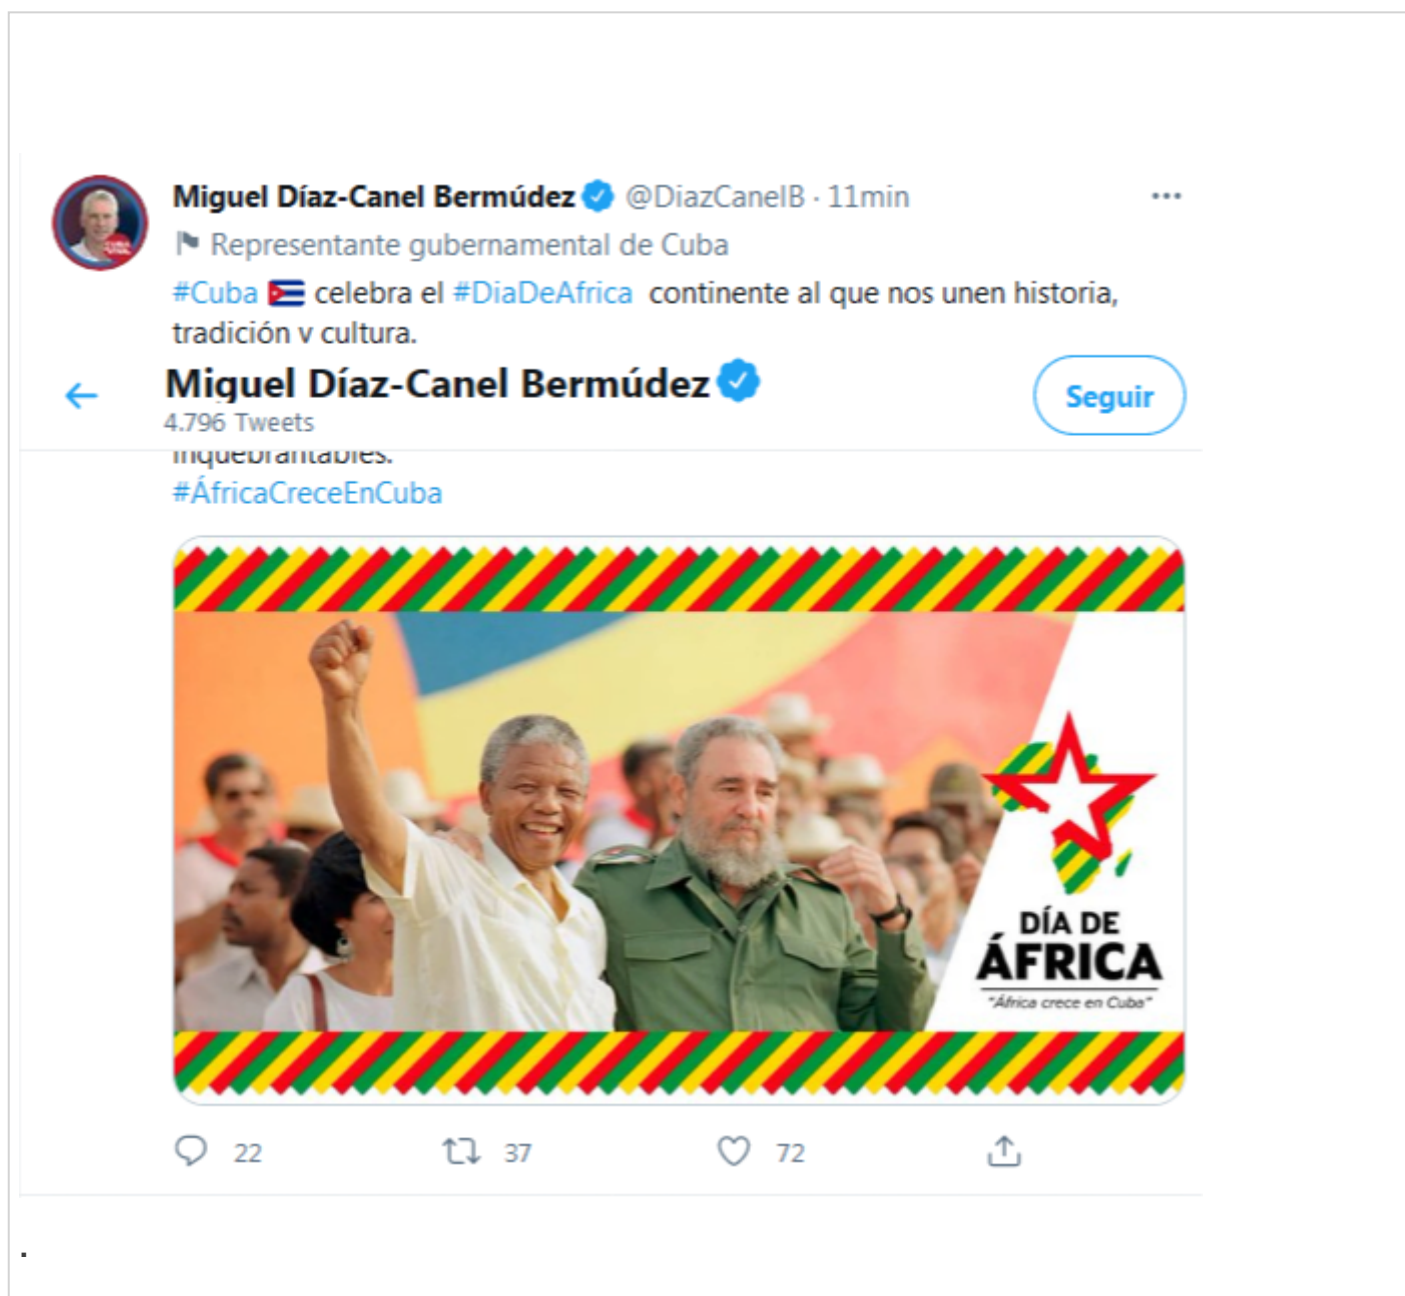 Miguel Díaz-Canel Bermúdez @DiazCanelB · 11min
Representante gubernamental de Cuba
#Cuba 🇨🇺 celebra el #DiaDeAfrica continente al que nos unen historia,
tradición y cultura.
Miguel Díaz-Canel Bermúdez
4.796 Tweets
Seguir
inquebrantables.
#ÁfricaCreceEnCuba
DÍA DE
ÁFRICA
"África crece en Cuba"
22 37 72
.